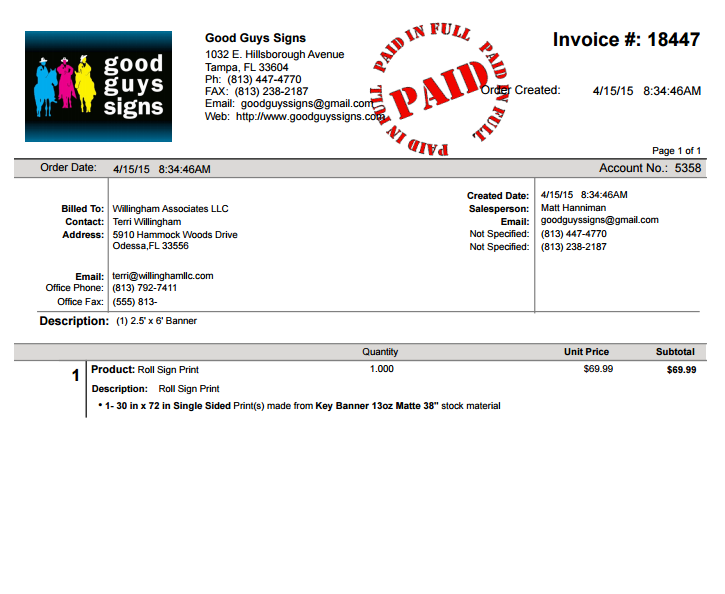 good
guys
signs
Good Guys Signs
1032 E. Hillsborough Avenue
Tampa, FL 33604
Ph: (813) 447-4770
FAX: (813) 238-2187
Email: goodguyssigns@gmail.com
Web: http://www.goodguyssigns.com
PAID IN FULL PAID IN FULL PAID PAID IN FULL
PAID
Invoice #: 18447
Order Created: 4/15/15 8:34:46AM
Page 1 of 1
Order Date: 4/15/15 8:34:46AM Account No.: 5358
Created Date: 4/15/15 8:34:46AM
Billed To: Willingham Associates LLC Salesperson: Matt Hanniman
Contact: Terri Willingham Email: goodguyssigns@gmail.com
Address: 5910 Hammock Woods Drive Not Specified: (813) 447-4770
Odessa,FL 33556 Not Specified: (813) 238-2187
Email: terri@willinghamllc.com
Office Phone: (813) 792-7411
Office Fax: (555) 813-
Description: (1) 2.5' x 6' Banner
Quantity Unit Price Subtotal
1 Product: Roll Sign Print 1.000 $69.99 $69.99
Description: Roll Sign Print
• 1- 30 in x 72 in Single Sided Print(s) made from Key Banner 13oz Matte 38" stock material